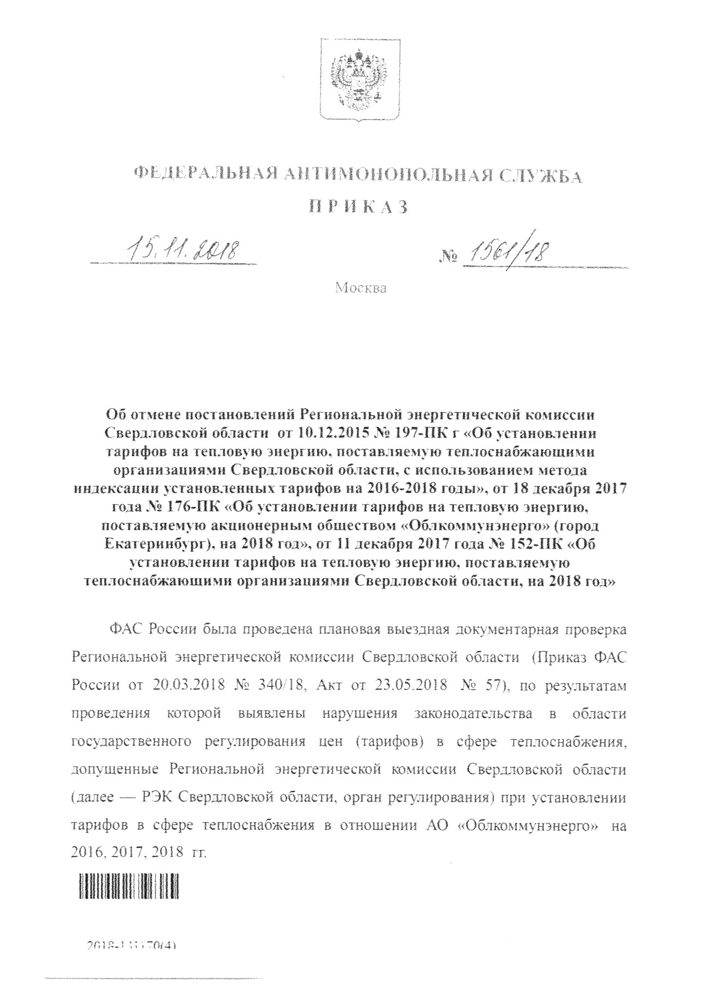 ФЕДЕРАЛЬНАЯ АНТИМОНОПОЛЬНАЯ СЛУЖБА
П Р И К А З
15.11.2018 № 1561/18
Москва
Об отмене постановлений Региональной энергетической комиссии
Свердловской области от 10.12.2015 № 197-ПК г «Об установлении
тарифов на тепловую энергию, поставляемую теплоснабжающими
организациями Свердловской области, с использованием метода
индексации установленных тарифов на 2016-2018 годы», от 18 декабря 2017
года № 176-ПК «Об установлении тарифов на тепловую энергию,
поставляемую акционерным обществом «Облкоммунэнерго» (город
Екатеринбург), на 2018 год», от 11 декабря 2017 года № 152-ПК «Об
установлении тарифов на тепловую энергию, поставляемую
теплоснабжающими организациями Свердловской области, на 2018 год»
ФАС России была проведена плановая выездная документарная проверка
Региональной энергетической комиссии Свердловской области (Приказ ФАС
России от 20.03.2018 № 340/18, Акт от 23.05.2018 № 57), по результатам
проведения которой выявлены нарушения законодательства в области
государственного регулирования цен (тарифов) в сфере теплоснабжения,
допущенные Региональной энергетической комиссии Свердловской области
(далее — РЭК Свердловской области, орган регулирования) при установлении
тарифов в сфере теплоснабжения в отношении АО «Облкоммунэнерго» на
2016, 2017, 2018 гг.